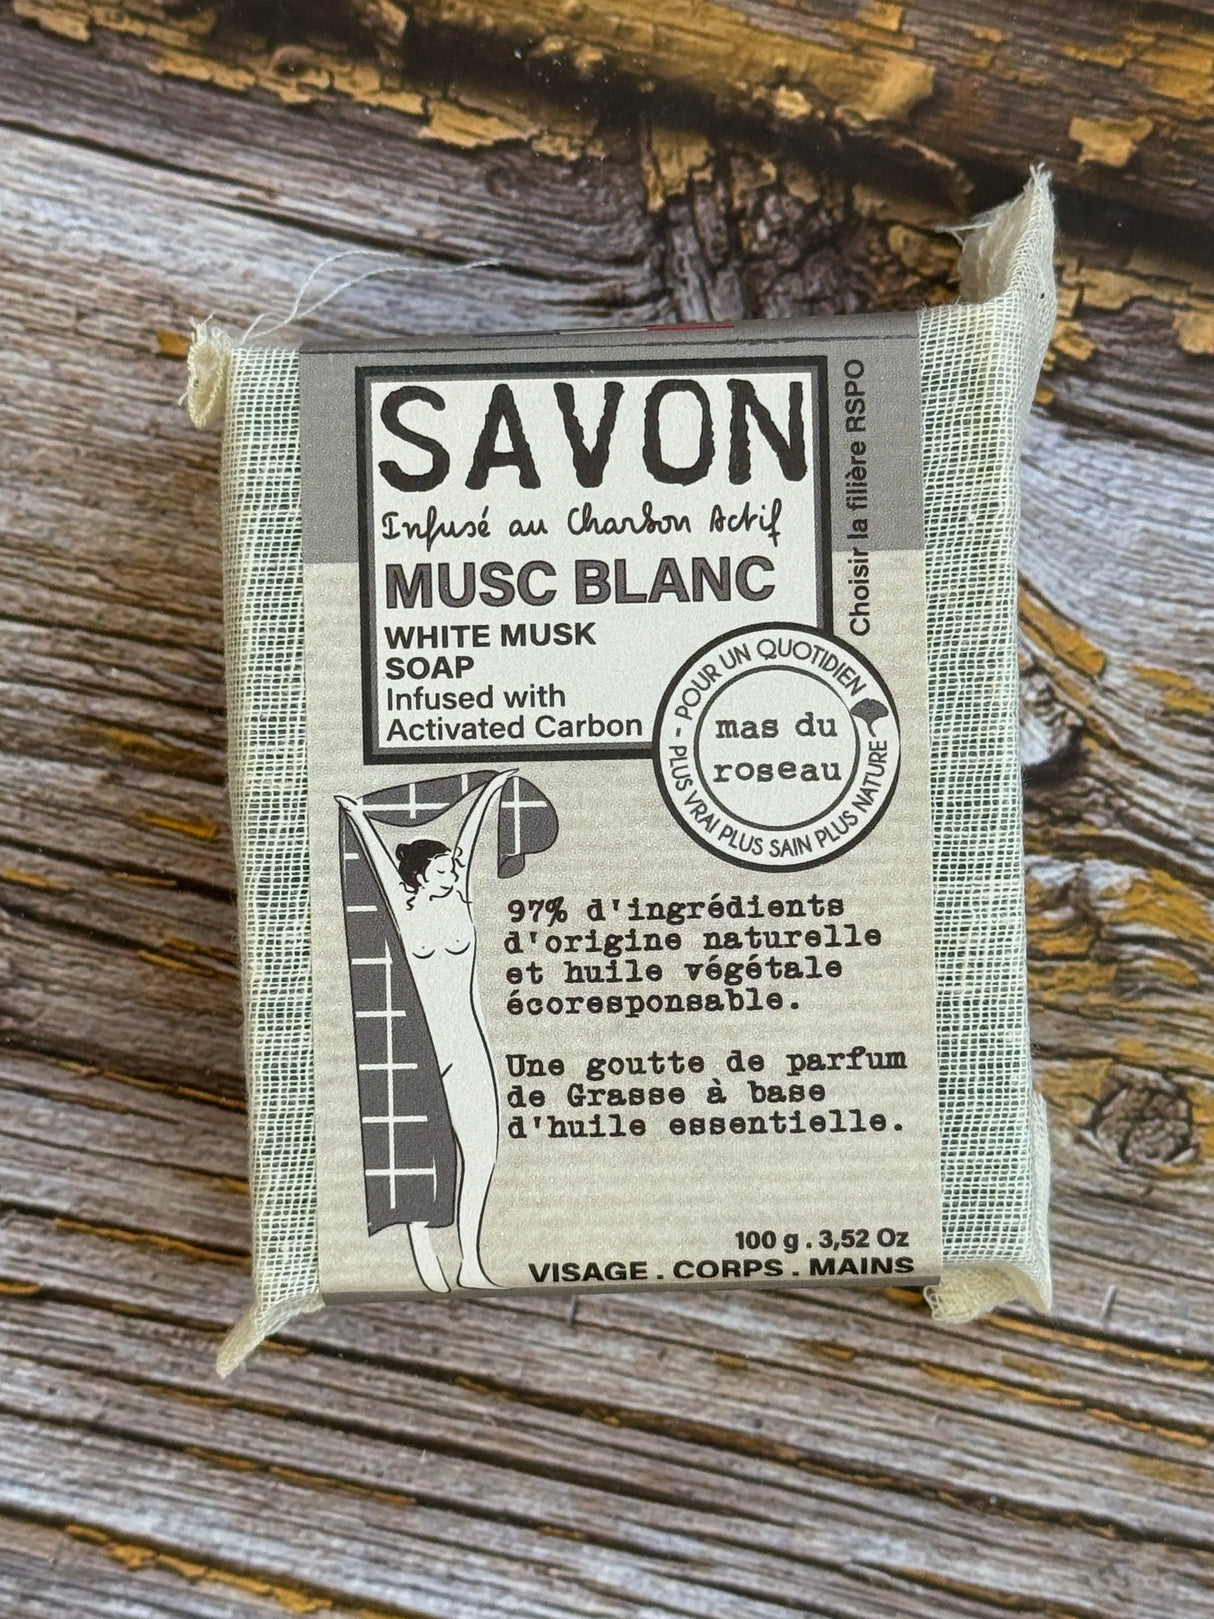 SAVON
Infusé au Charbon Actif
MUSC BLANC
WHITE MUSK
SOAP
Infused with
Activated Carbon
Choisir la filière RSPO
- POUR UN QUOTIDIEN
PLUS VRAI PLUS SAIN PLUS NATURE
mas du
roseau
97% d'ingrédients
d'origine naturelle
et huile végétale
écoresponsable.
Une goutte de parfum
de Grasse à base
d'huile essentielle.
100 g . 3,52 Oz
VISAGE . CORPS . MAINS